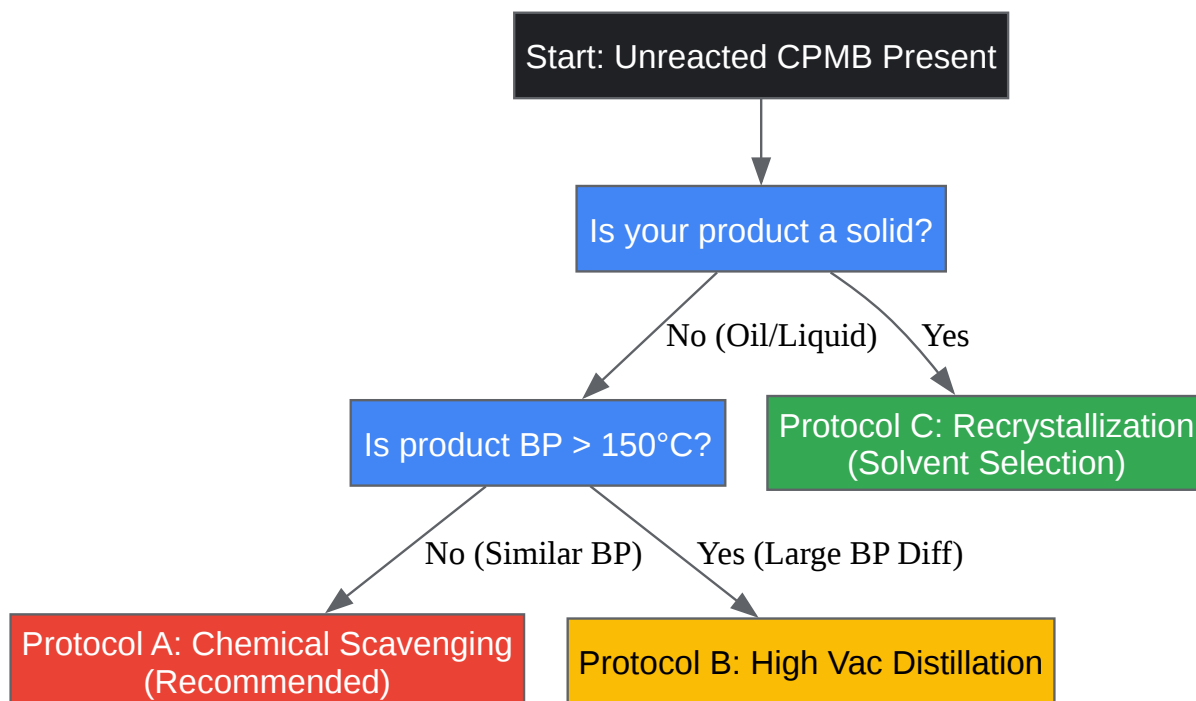 Start: Unreacted CPMB Present
Is your product a solid?
No (Oil/Liquid)
Yes
Is product BP > 150°C?
Protocol C: Recrystallization
(Solvent Selection)
No (Similar BP)
Yes (Large BP Diff)
Protocol A: Chemical Scavenging
(Recommended)
Protocol B: High Vac Distillation